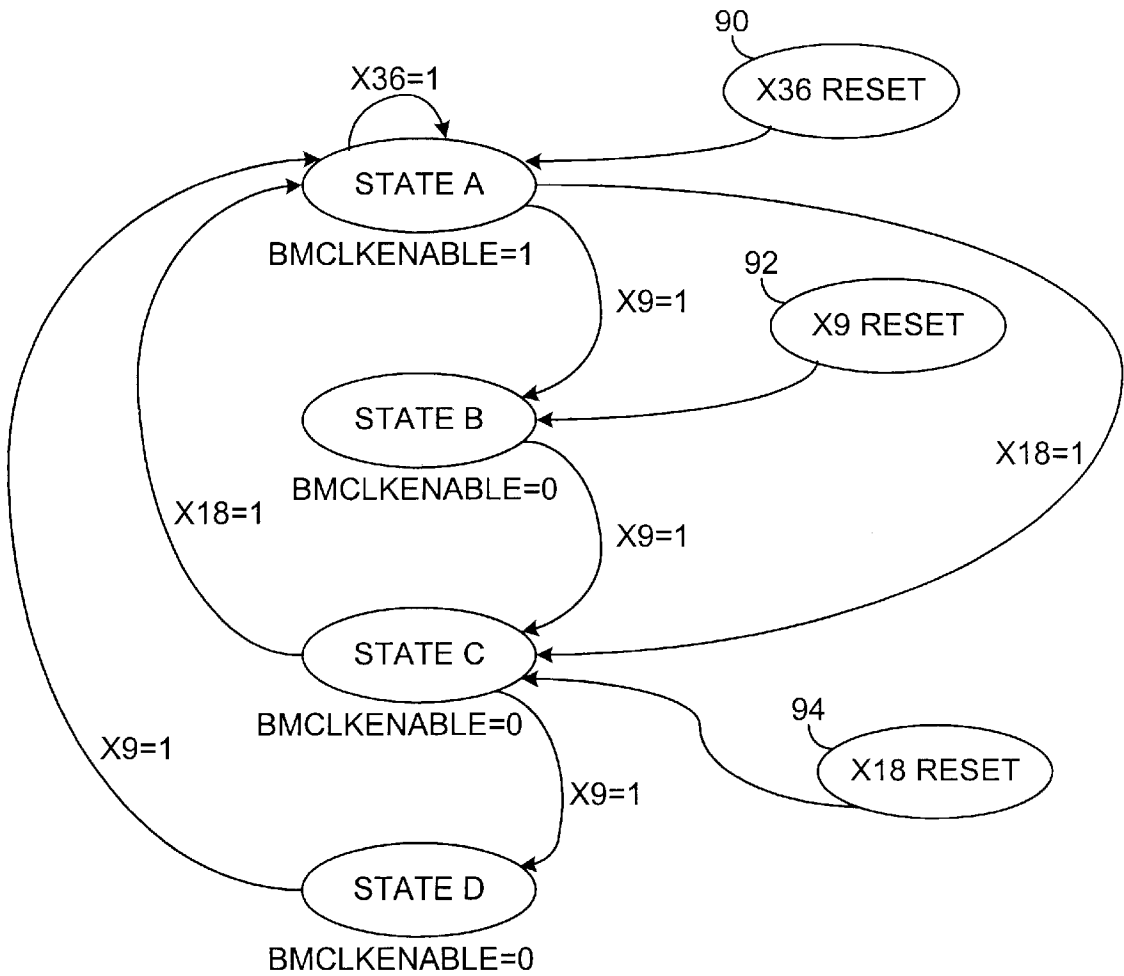 90
X36 RESET
X36=1
STATE A
BMCLKENABLE=1
92
X9=1
X9 RESET
STATE B
X18=1
BMCLKENABLE=0
X18=1
X9=1
STATE C
94
BMCLKENABLE=0
X9=1
X18 RESET
X9=1
STATE D
BMCLKENABLE=0